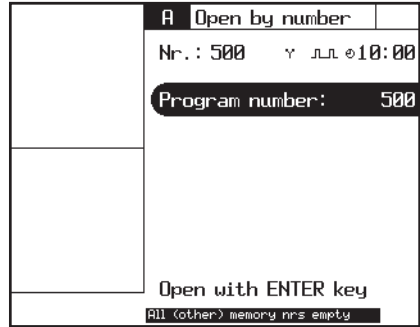 A Open by number
Nr.: 500 10:00
Program number: 500
Open with ENTER key
All (other) memory nrs empty